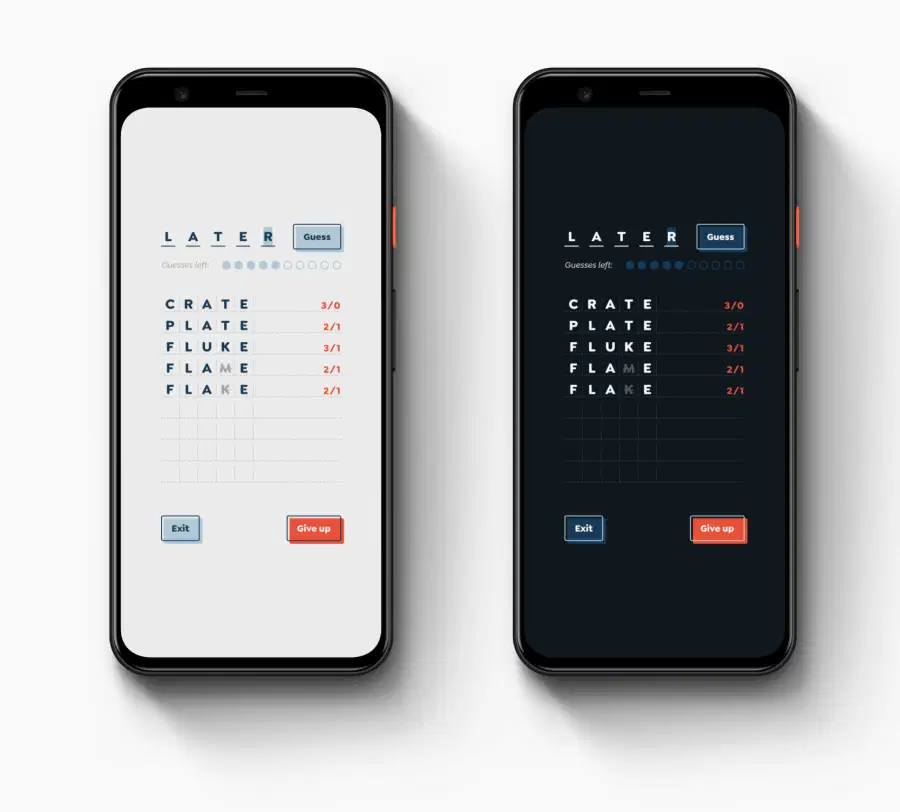 L A T E R Guess
Guesses left:
C R A T E 3/0
P L A T E 2/1
F L U K E 3/1
F L A M E 2/1
F L A K E 2/1
Exit Give up
L A T E R Guess
Guesses left:
C R A T E 3/0
P L A T E 2/1
F L U K E 3/1
F L A M E 2/1
F L A K E 2/1
Exit Give up